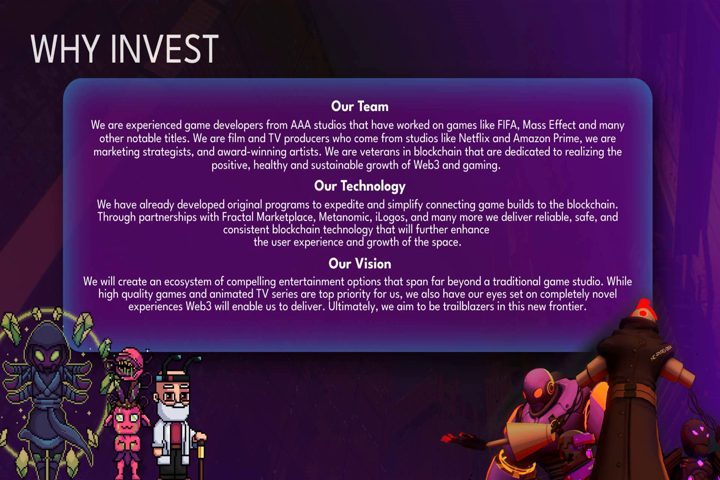 WHY INVEST
Our Team
We are experienced game developers from AAA studios that have worked on games like FIFA, Mass Effect and many
other notable titles. We are film and TV producers who come from studios like Netflix and Amazon Prime, we are
marketing strategists, and award-winning artists. We are veterans in blockchain that are dedicated to realizing the
positive, healthy and sustainable growth of Web3 and gaming.
Our Technology
We have already developed original programs to expedite and simplify connecting game builds to the blockchain.
Through partnerships with Fractal Marketplace, Metanomic, iLogos, and many more we deliver reliable, safe, and
consistent blockchain technology that will further enhance
the user experience and growth of the space.
Our Vision
We will create an ecosystem of compelling entertainment options that span far beyond a traditional game studio. While
high quality games and animated TV series are top priority for us, we also have our eyes set on completely novel
experiences Web3 will enable us to deliver. Ultimately, we aim to be trailblazers in this new frontier.